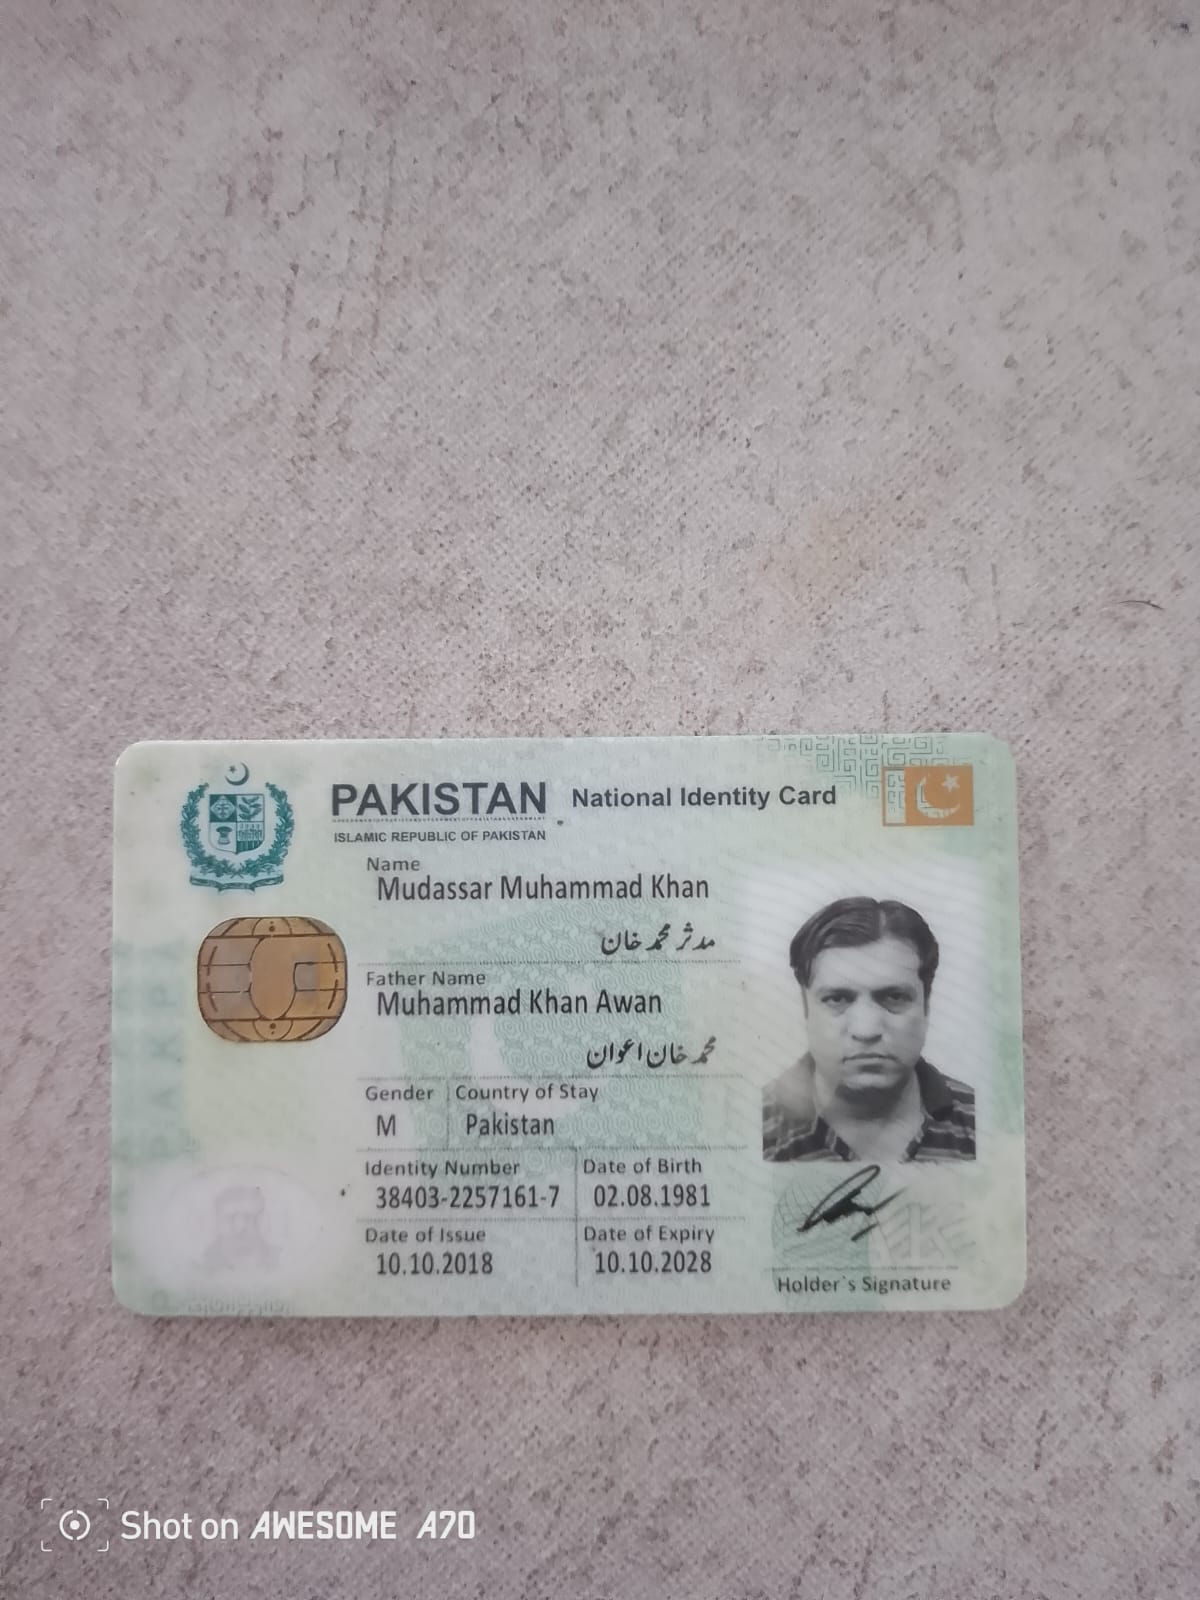 PAKISTAN National Identity Card
ISLAMIC REPUBLIC OF PAKISTAN
Name
Mudassar Muhammad Khan
مدثر محمد خان
Father Name
Muhammad Khan Awan
محمد خان اعوان
Gender Country of Stay
M Pakistan
Identity Number Date of Birth
38403-2257161-7 02.08.1981
Date of Issue Date of Expiry
10.10.2018 10.10.2028
Holder`s Signature
Shot on AWESOME A70